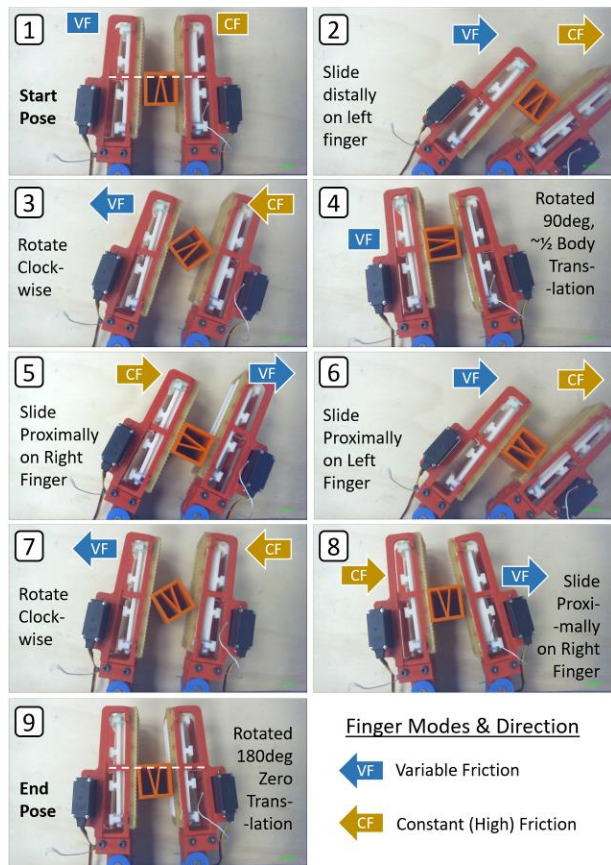 1
VF
CF
Start
Pose
2
VF
CF
Slide
distally
on left
finger
3
VF
CF
Rotate
Clock-
wise
4
Rotated
90deg,
~½ Body
Trans-
-lation
VF
5
CF
VF
Slide
Proximally
on Right
Finger
6
VF
CF
Slide
Proximally
on Left
Finger
7
VF
CF
Rotate
Clock-
wise
8
CF
VF
Slide
Proxi-
-mally
on Right
Finger
9
Rotated
180deg
Zero
Trans-
-lation
End
Pose
Finger Modes & Direction
VF
Variable Friction
CF
Constant (High) Friction